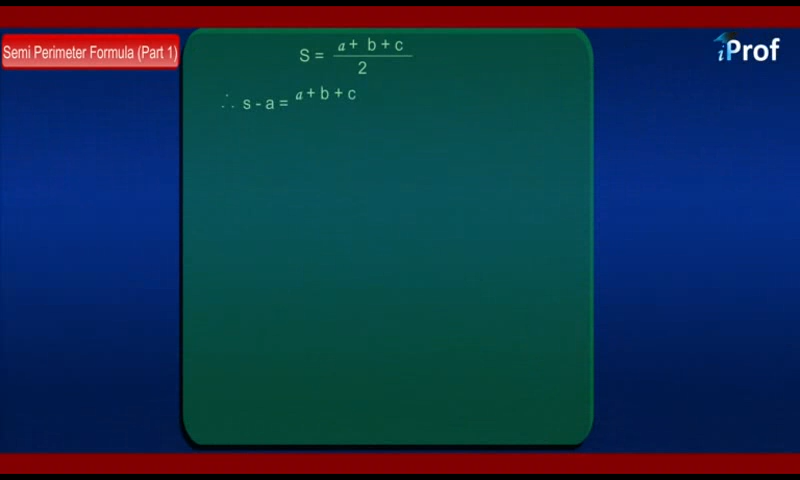 Semi Perimeter Formula (Part 1)
iProf
S = a + b + c / 2
∴ s - a = a + b + c